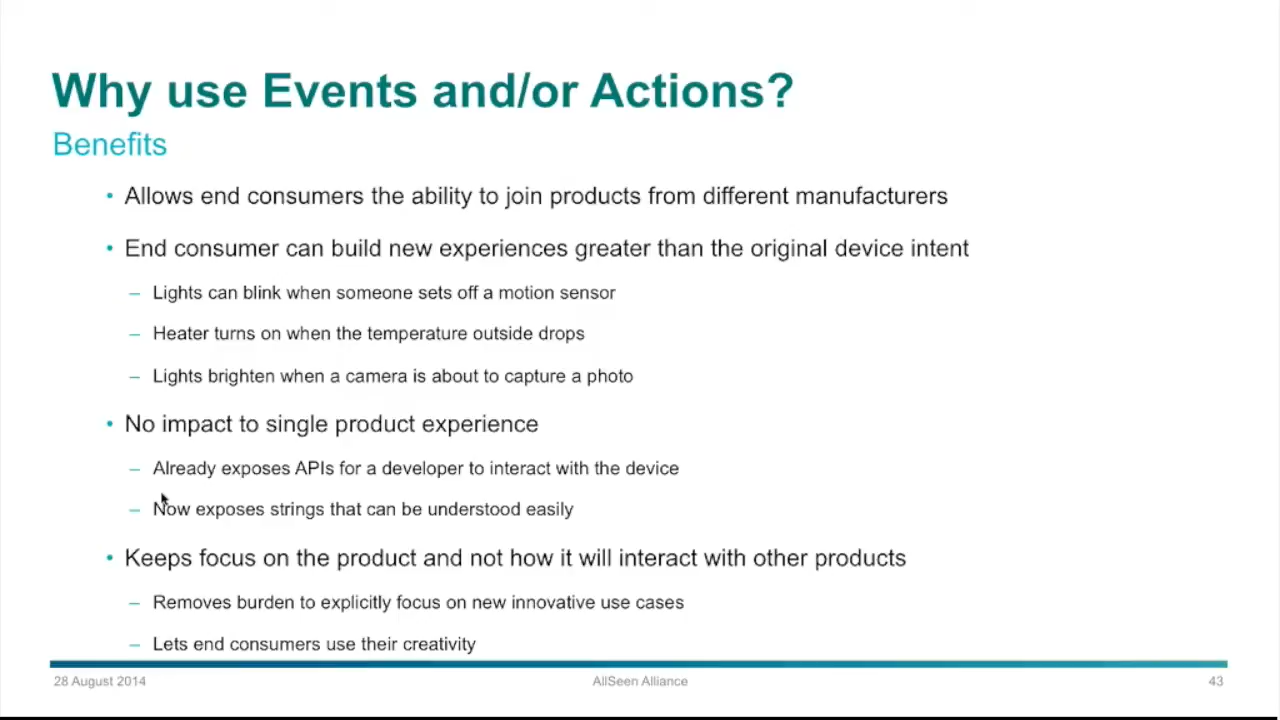 Why use Events and/or Actions?
Benefits
• Allows end consumers the ability to join products from different manufacturers
• End consumer can build new experiences greater than the original device intent
– Lights can blink when someone sets off a motion sensor
– Heater turns on when the temperature outside drops
– Lights brighten when a camera is about to capture a photo
• No impact to single product experience
– Already exposes APIs for a developer to interact with the device
– Now exposes strings that can be understood easily
• Keeps focus on the product and not how it will interact with other products
– Removes burden to explicitly focus on new innovative use cases
– Lets end consumers use their creativity
28 August 2014
AllSeen Alliance
43